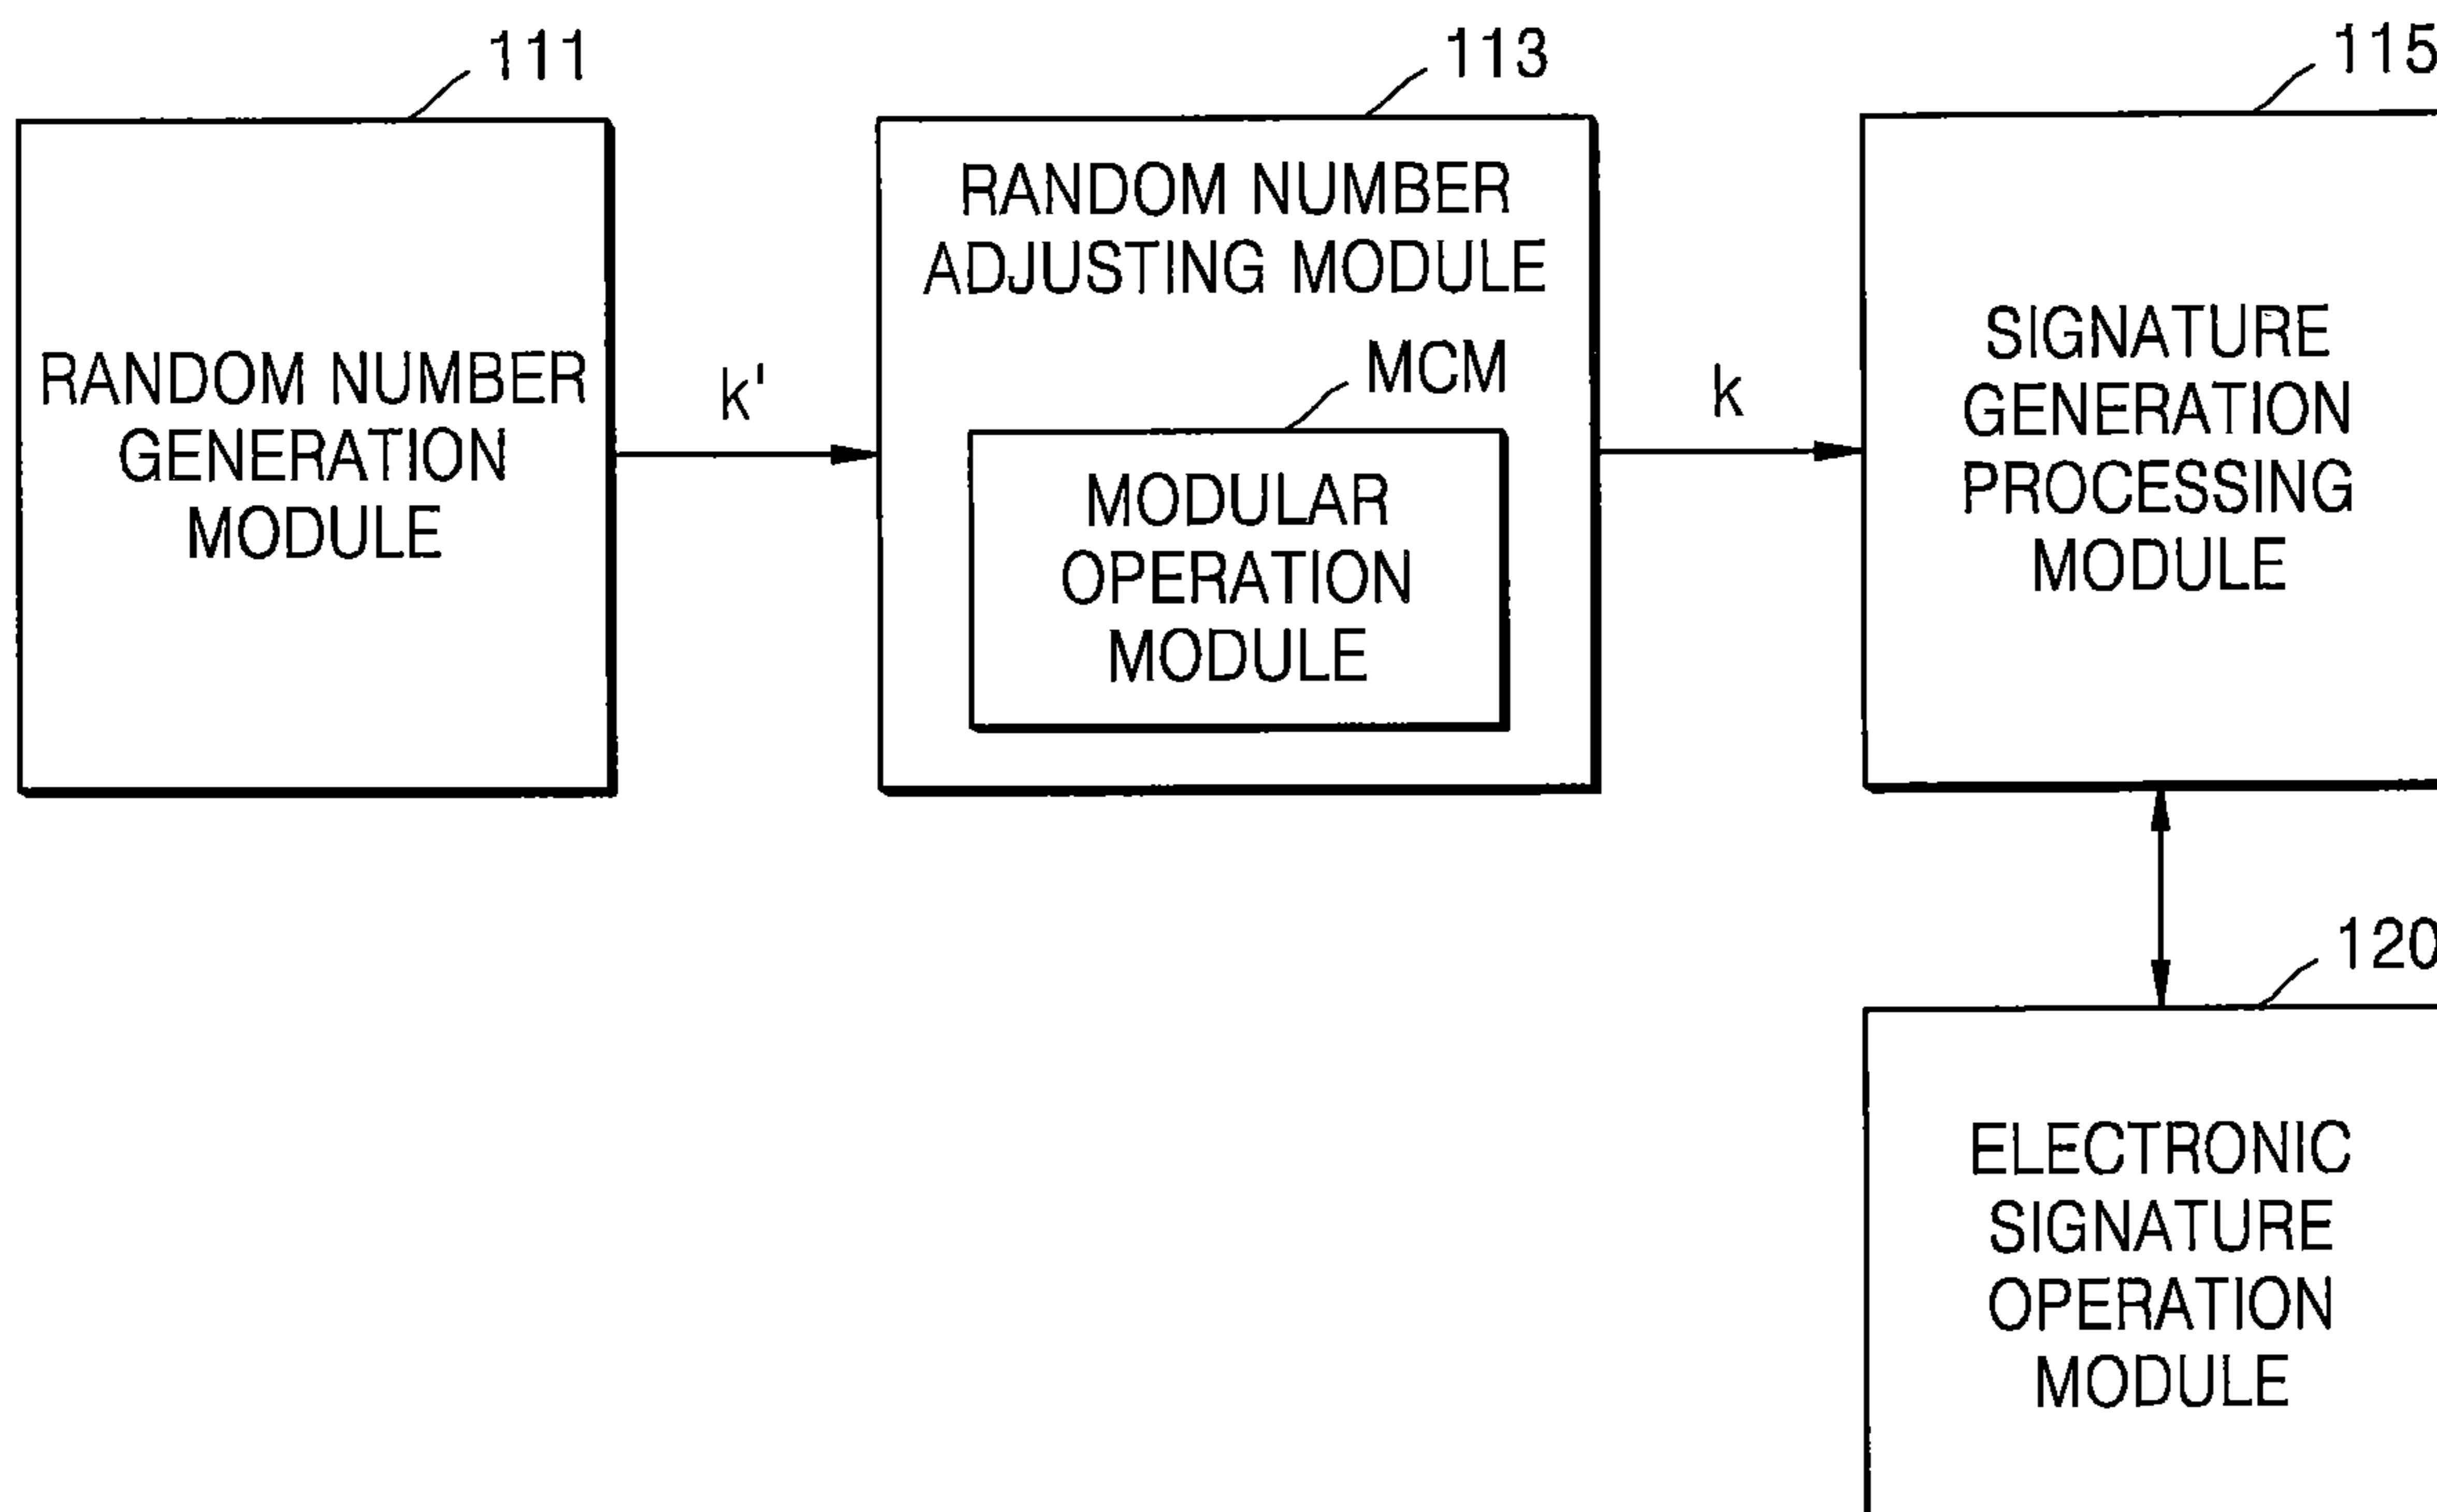 111
113
115
RANDOM NUMBER
GENERATION
MODULE
k'
RANDOM NUMBER
ADJUSTING MODULE
MCM
MODULAR
OPERATION
MODULE
k
SIGNATURE
GENERATION
PROCESSING
MODULE
120
ELECTRONIC
SIGNATURE
OPERATION
MODULE